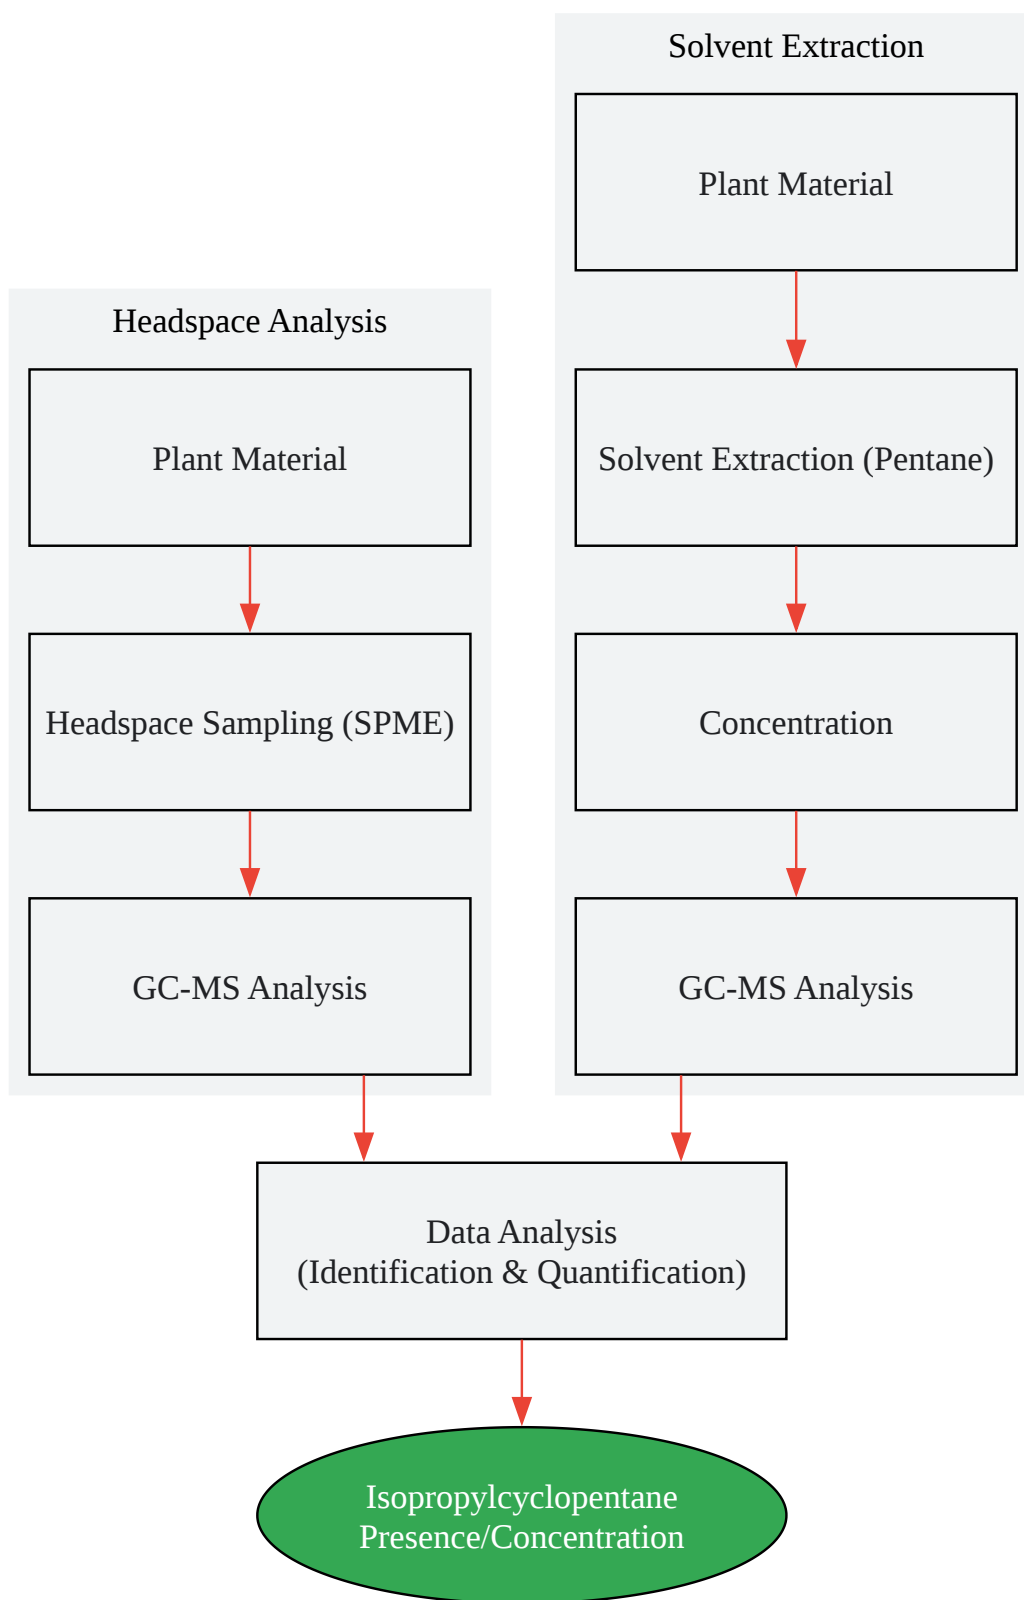 Solvent Extraction
Plant Material
Solvent Extraction (Pentane)
Concentration
GC-MS Analysis
Headspace Analysis
Plant Material
Headspace Sampling (SPME)
GC-MS Analysis
Data Analysis
(Identification & Quantification)
Isopropylcyclopentane
Presence/Concentration